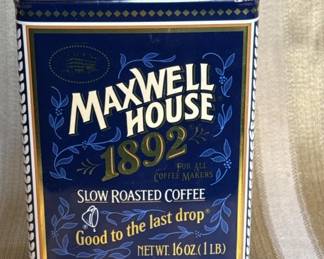 MAXWELL
HOUSE
1892
FOR ALL
COFFEE MAKERS
SLOW ROASTED COFFEE
Good to the last drop®
NET WT. 16 OZ. (1 LB)